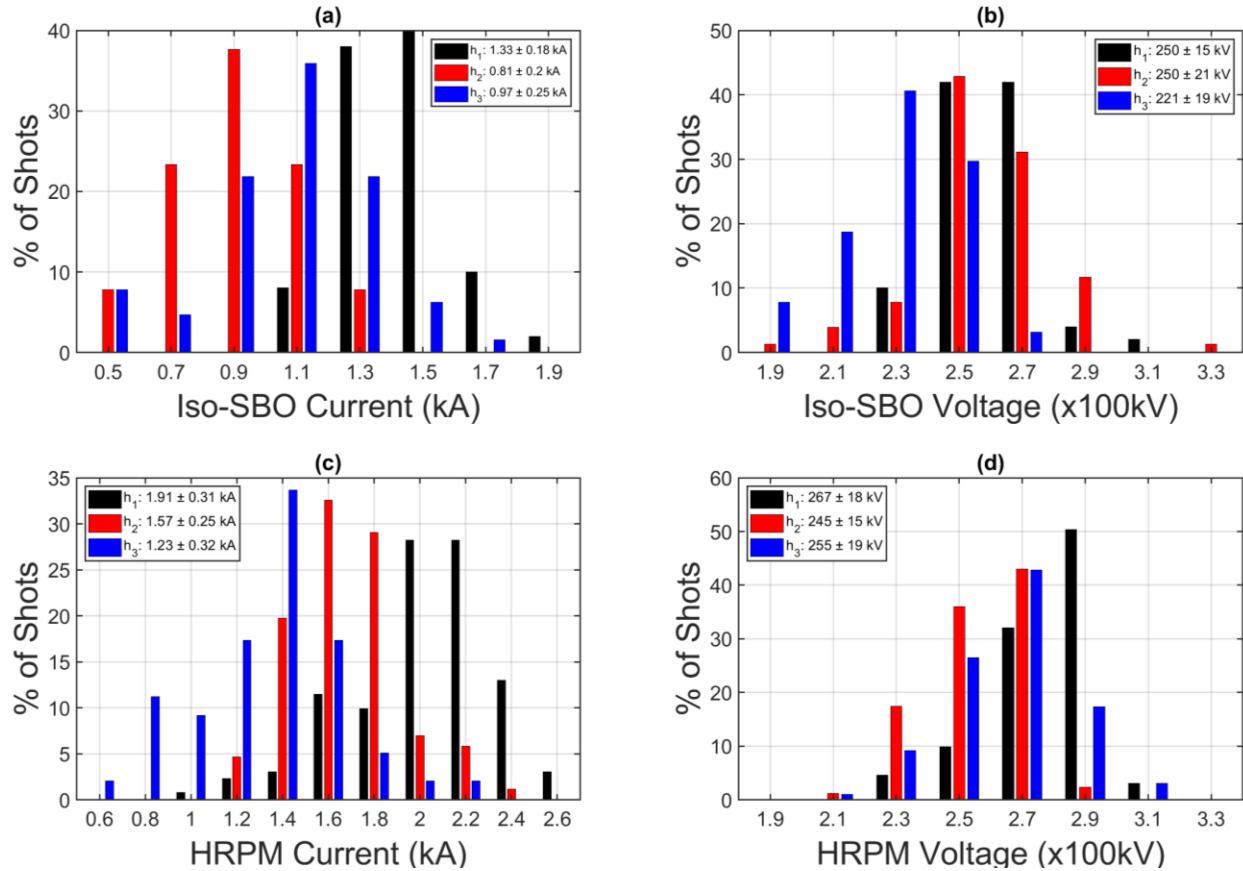 (a)
40
30
20
10
0
% of Shots
h1: 1.33 ± 0.18 kA
h2: 0.81 ± 0.2 kA
h3: 0.97 ± 0.25 kA
0.5 0.7 0.9 1.1 1.3 1.5 1.7 1.9
Iso-SBO Current (kA)
(b)
50
40
30
20
10
0
% of Shots
h1: 250 ± 15 kV
h2: 250 ± 21 kV
h3: 221 ± 19 kV
1.9 2.1 2.3 2.5 2.7 2.9 3.1 3.3
Iso-SBO Voltage (x100kV)
(c)
35
30
25
20
15
10
5
0
% of Shots
h1: 1.91 ± 0.31 kA
h2: 1.57 ± 0.25 kA
h3: 1.23 ± 0.32 kA
0.6 0.8 1 1.2 1.4 1.6 1.8 2 2.2 2.4 2.6
HRPM Current (kA)
(d)
60
50
40
30
20
10
0
% of Shots
h1: 267 ± 18 kV
h2: 245 ± 15 kV
h3: 255 ± 19 kV
1.9 2.1 2.3 2.5 2.7 2.9 3.1 3.3
HRPM Voltage (x100kV)